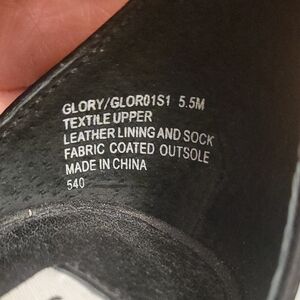 GLORY/GLOR01S1 5.5M
TEXTILE UPPER
LEATHER LINING AND SOCK
FABRIC COATED OUTSOLE
MADE IN CHINA
540